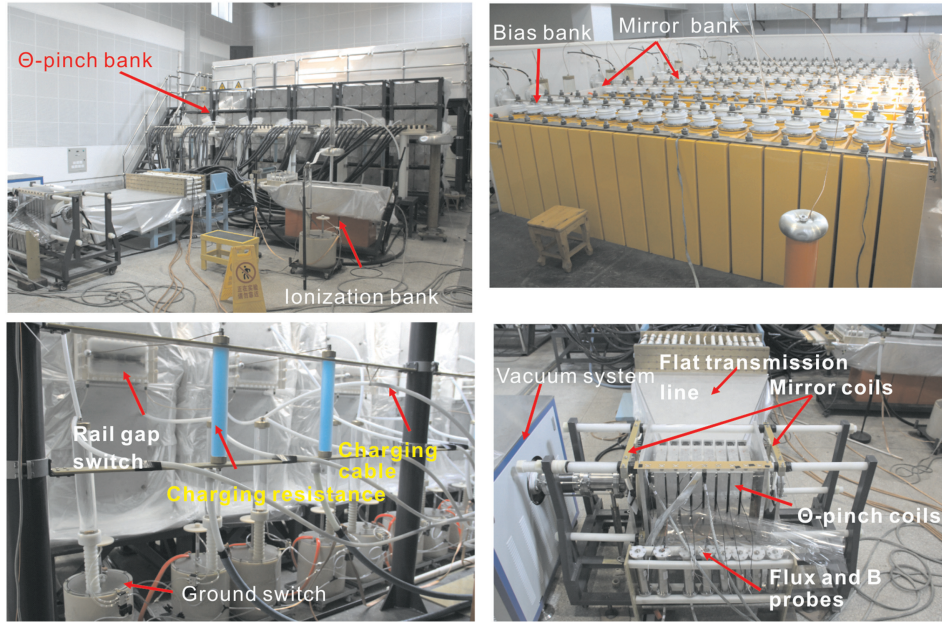 Θ-pinch bank
Ionization bank
Bias bank
Mirror bank
Rail gap
switch
Charging
cable
Charging resistance
Ground switch
Flat transmission
line
Vacuum system
Mirror coils
Θ-pinch coils
Flux and B
probes